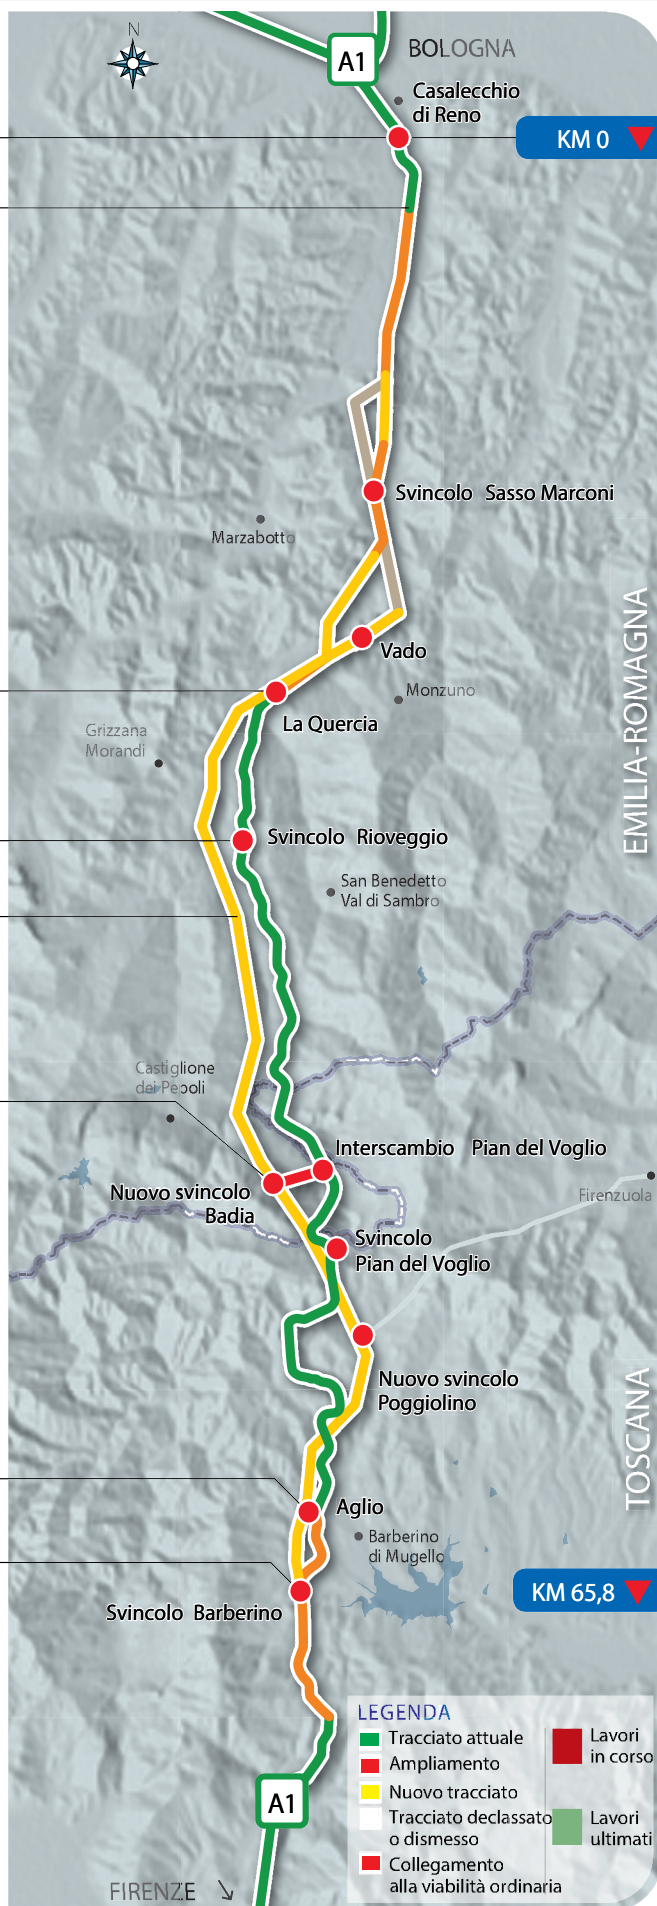 N
BOLOGNA
A1
Casalecchio
di Reno
KM 0
Svincolo Sasso Marconi
Marzabotto
Vado
Monzuno
La Quercia
Grizzana
Morandi
EMILIA-ROMAGNA
Svincolo Rioveggio
San Benedetto
Val di Sambro
Castiglione
dei Pepoli
Interscambio Pian del Voglio
Firenzuola
Nuovo svincolo
Badia
Svincolo
Pian del Voglio
Nuovo svincolo
Poggiolino
TOSCANA
Aglio
Barberino
di Mugello
KM 65,8
Svincolo Barberino
LEGENDA
Tracciato attuale
Ampliamento
Nuovo tracciato
Tracciato declassato
o dismesso
Collegamento
alla viabilità ordinaria
Lavori
in corso
Lavori
ultimati
A1
FIRENZE